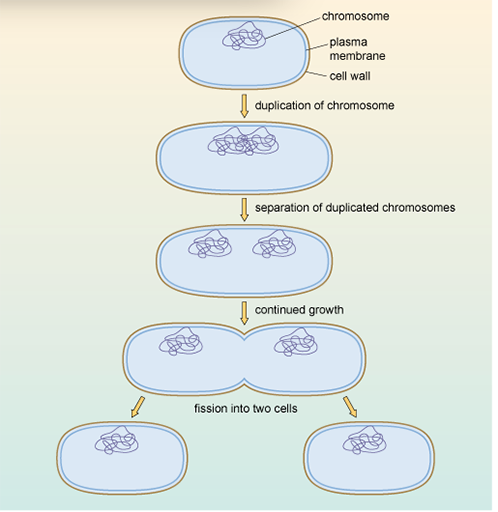 chromosome
plasma
membrane
cell wall
duplication of chromosome
separation of duplicated chromosomes
continued growth
fission into two cells